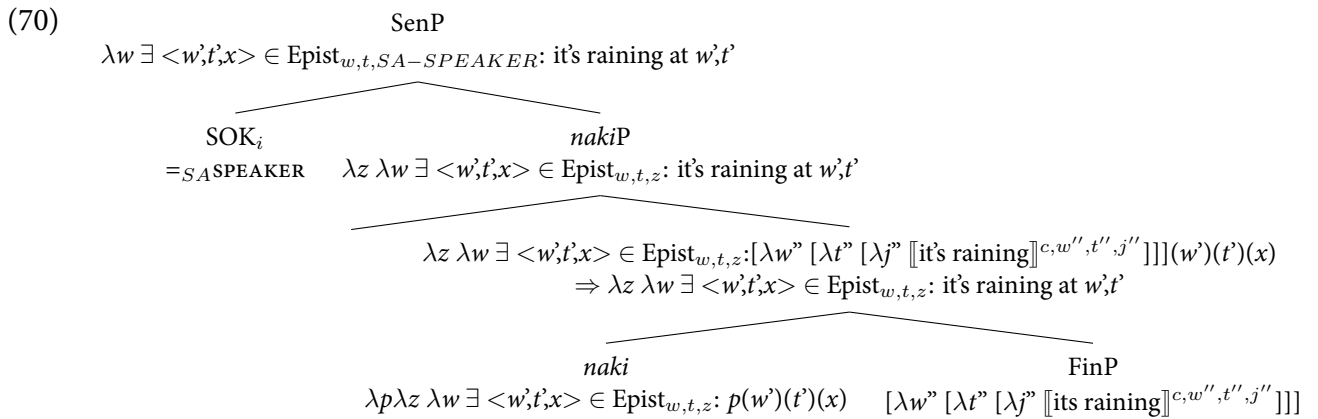 (70) SenP
λw ∃ <w',t',x> ∈ Epist_{w,t,SA−SPEAKER}: it's raining at w',t'
SOK_i nakiP
=_{SA}SPEAKER λz λw ∃ <w',t',x> ∈ Epist_{w,t,z}: it's raining at w',t'
λz λw ∃ <w',t',x> ∈ Epist_{w,t,z}:[λw” [λt” [λj” ⟦it's raining⟧^{c,w'',t'',j''}]]](w')(t')(x)
⇒ λz λw ∃ <w',t',x> ∈ Epist_{w,t,z}: it's raining at w',t'
naki FinP
λpλz λw ∃ <w',t',x> ∈ Epist_{w,t,z}: p(w')(t')(x) [λw” [λt” [λj” ⟦its raining⟧^{c,w'',t'',j''}]]]